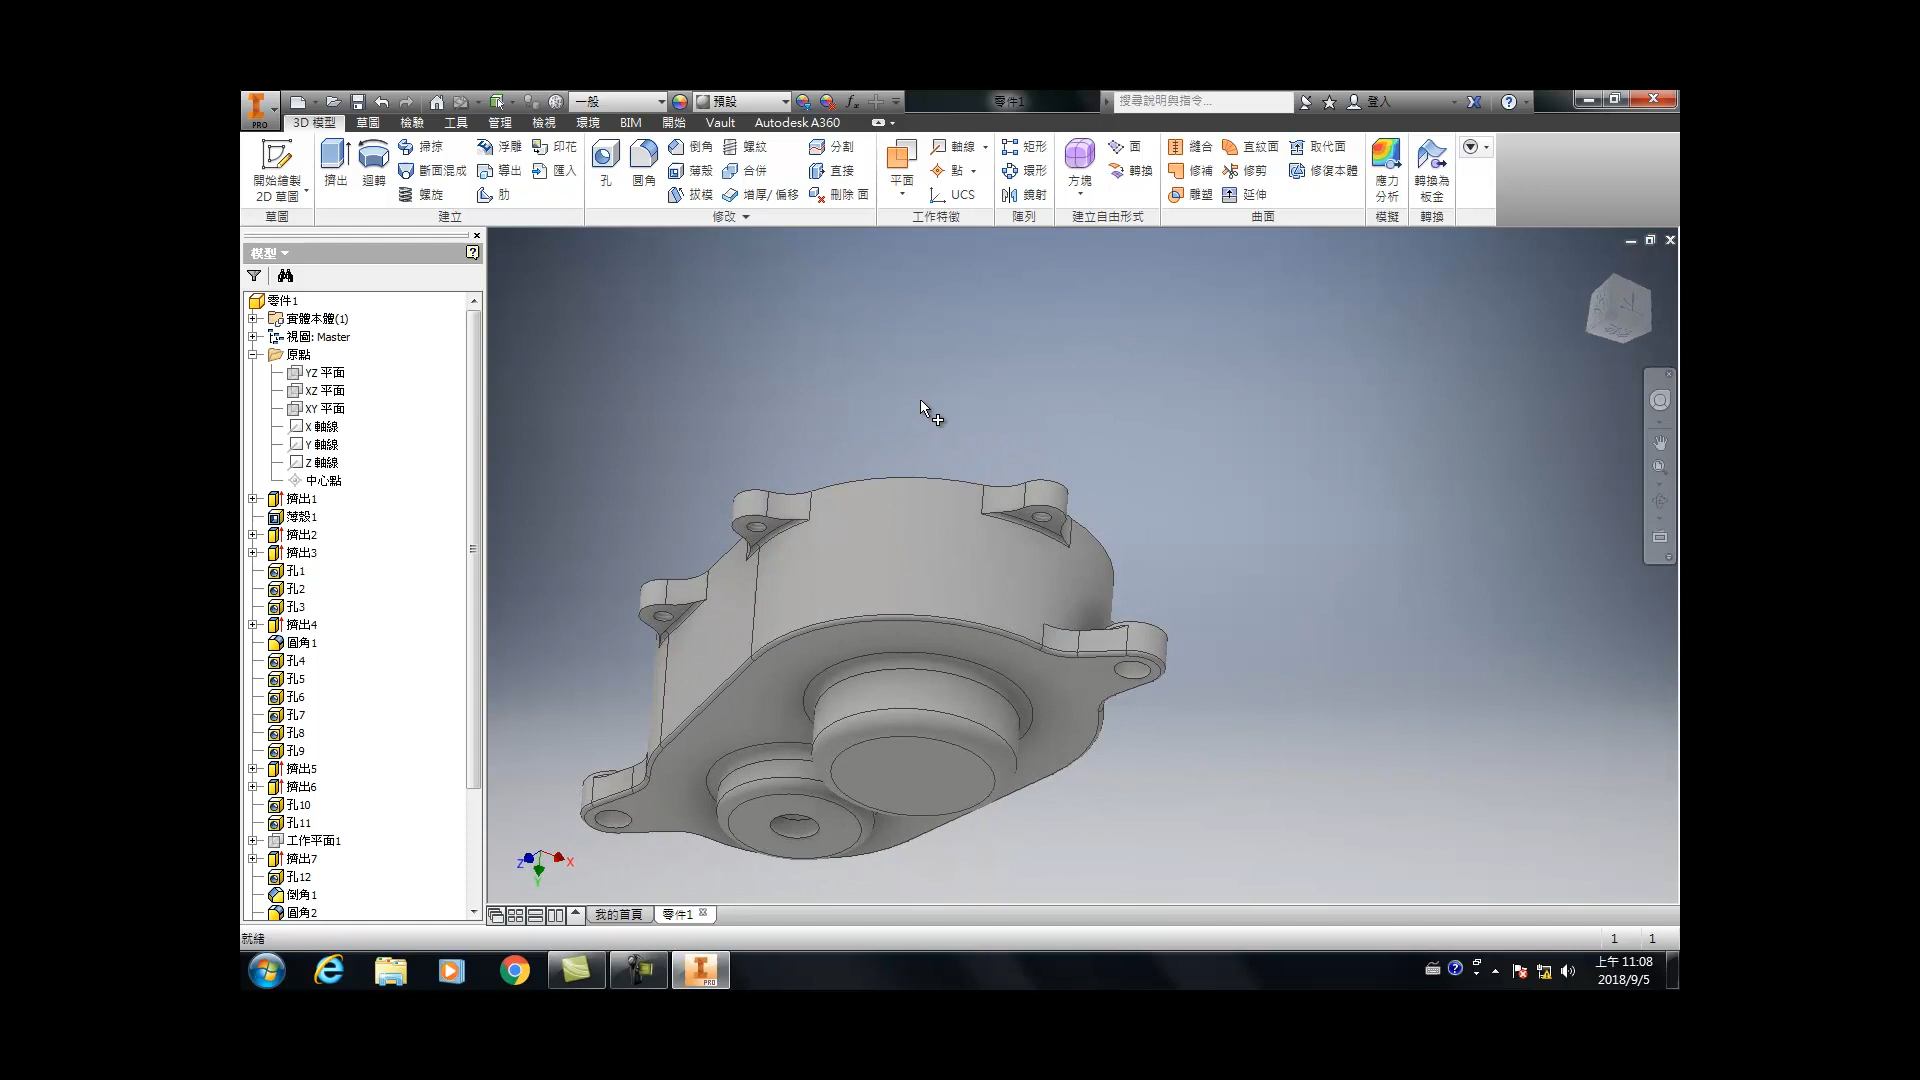 PRO 一般 預設 fx 零件1 搜尋說明與指令... 登入
3D 模型 草圖 檢驗 工具 管理 檢視 環境 BIM 開始 Vault Autodesk A360
開始繪製 2D 草圖
擠出
迴轉
掃掠
斷面混成
螺旋
浮雕
導出
肋
印花
匯入
孔
圓角
倒角
薄殼
拔模
螺紋
合併
增厚/ 偏移
分割
直接
刪除 面
平面
軸線
點
UCS
矩形
環形
鏡射
方塊
面
轉換
縫合
修補
雕塑
直紋面
修剪
延伸
取代面
修復本體
應力 分析
轉換為 板金
草圖 建立 修改 工作特徵 陣列 建立自由形式 曲面 模擬 轉換
模型
零件1
實體本體(1)
視圖: Master
原點
YZ 平面
XZ 平面
XY 平面
X 軸線
Y 軸線
Z 軸線
中心點
擠出1
薄殼1
擠出2
擠出3
孔1
孔2
孔3
擠出4
圓角1
孔4
孔5
孔6
孔7
孔8
孔9
擠出5
擠出6
孔10
孔11
工作平面1
擠出7
孔12
倒角1
圓角2
Z X
Y
我的首頁 零件1
就緒 1 1
PRO
上午 11:08
2018/9/5